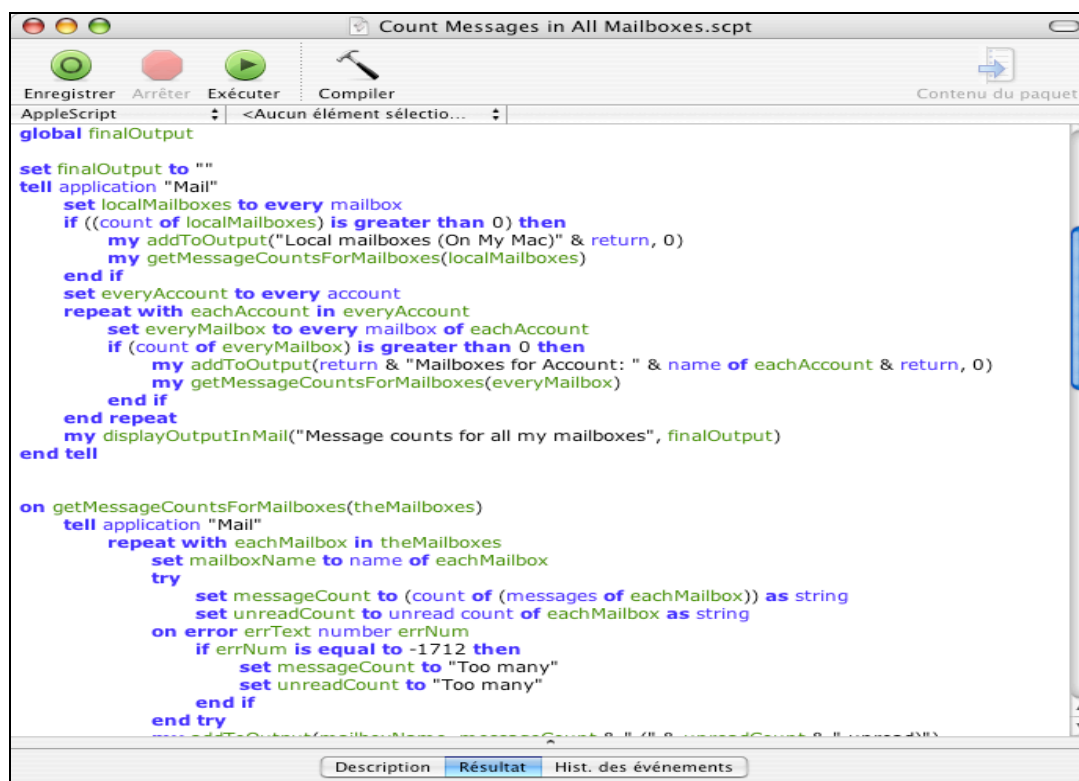 Count Messages in All Mailboxes.scpt
Enregistrer Arrêter Exécuter Compiler Contenu du paquet
AppleScript <Aucun élément sélectio...
global finalOutput
set finalOutput to ""
tell application "Mail"
set localMailboxes to every mailbox
if ((count of localMailboxes) is greater than 0) then
my addToOutput("Local mailboxes (On My Mac)" & return, 0)
my getMessageCountsForMailboxes(localMailboxes)
end if
set everyAccount to every account
repeat with eachAccount in everyAccount
set everyMailbox to every mailbox of eachAccount
if (count of everyMailbox) is greater than 0 then
my addToOutput(return & "Mailboxes for Account: " & name of eachAccount & return, 0)
my getMessageCountsForMailboxes(everyMailbox)
end if
end repeat
my displayOutputInMail("Message counts for all my mailboxes", finalOutput)
end tell
on getMessageCountsForMailboxes(theMailboxes)
tell application "Mail"
repeat with eachMailbox in theMailboxes
set mailboxName to name of eachMailbox
try
set messageCount to (count of (messages of eachMailbox)) as string
set unreadCount to unread count of eachMailbox as string
on error errText number errNum
if errNum is equal to -1712 then
set messageCount to "Too many"
set unreadCount to "Too many"
end if
end try
my addToOutput(mailboxName, messageCount & " (" & unreadCount & " unread)")
Description Résultat Hist. des événements